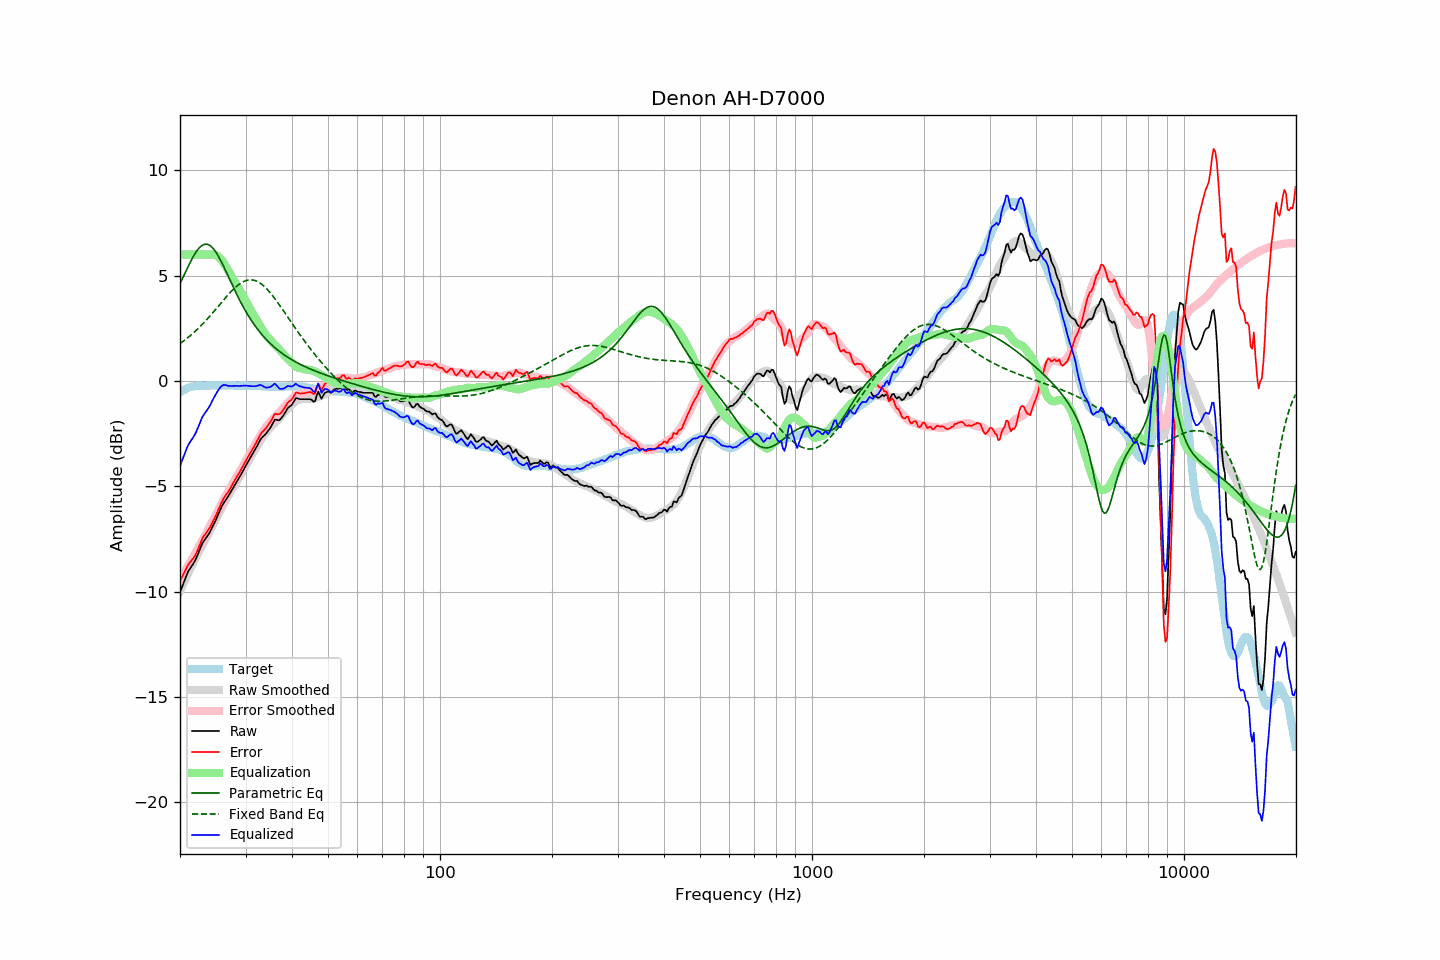 Denon AH-D7000
10
5
0
−5
−10
−15
−20
Amplitude (dBr)
Target
Raw Smoothed
Error Smoothed
Raw
Error
Equalization
Parametric Eq
Fixed Band Eq
Equalized
100
1000
10000
Frequency (Hz)